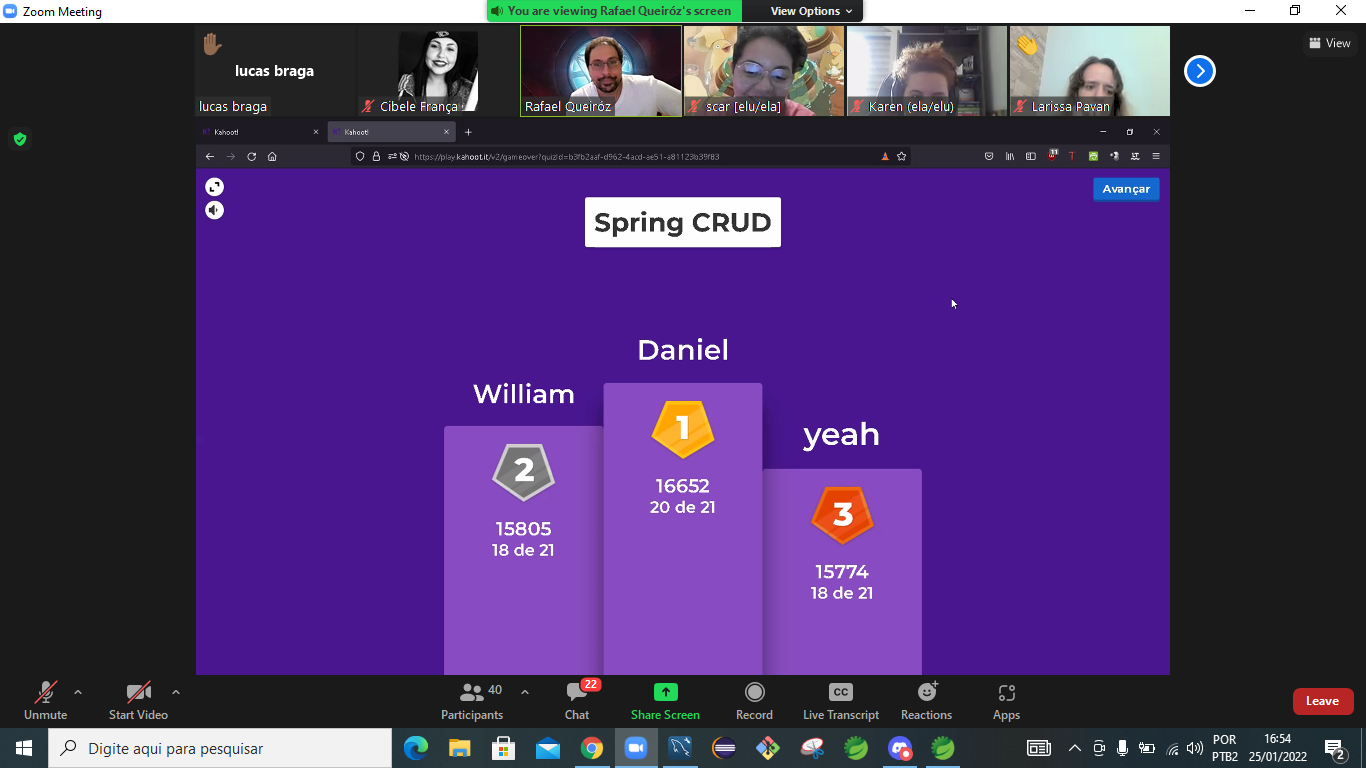 Zoom Meeting
You are viewing Rafael Queiróz's screen
View Options
lucas braga
lucas braga
Cibele França
Rafael Queiróz
scar [elu/ela]
Karen (ela/elu)
Larissa Pavan
View
Kahoot!
Kahoot!
https://play.kahoot.it/v2/gameover?quizId=b3fb2aaf-d962-4acd-ae51-a81123b39f83
11
Avançar
Spring CRUD
Daniel
William
yeah
1
16652
20 de 21
2
15805
18 de 21
3
15774
18 de 21
Unmute
Start Video
40
Participants
22
Chat
Share Screen
Record
CC
Live Transcript
Reactions
Apps
Leave
Digite aqui para pesquisar
POR
PTB2
16:54
25/01/2022
2